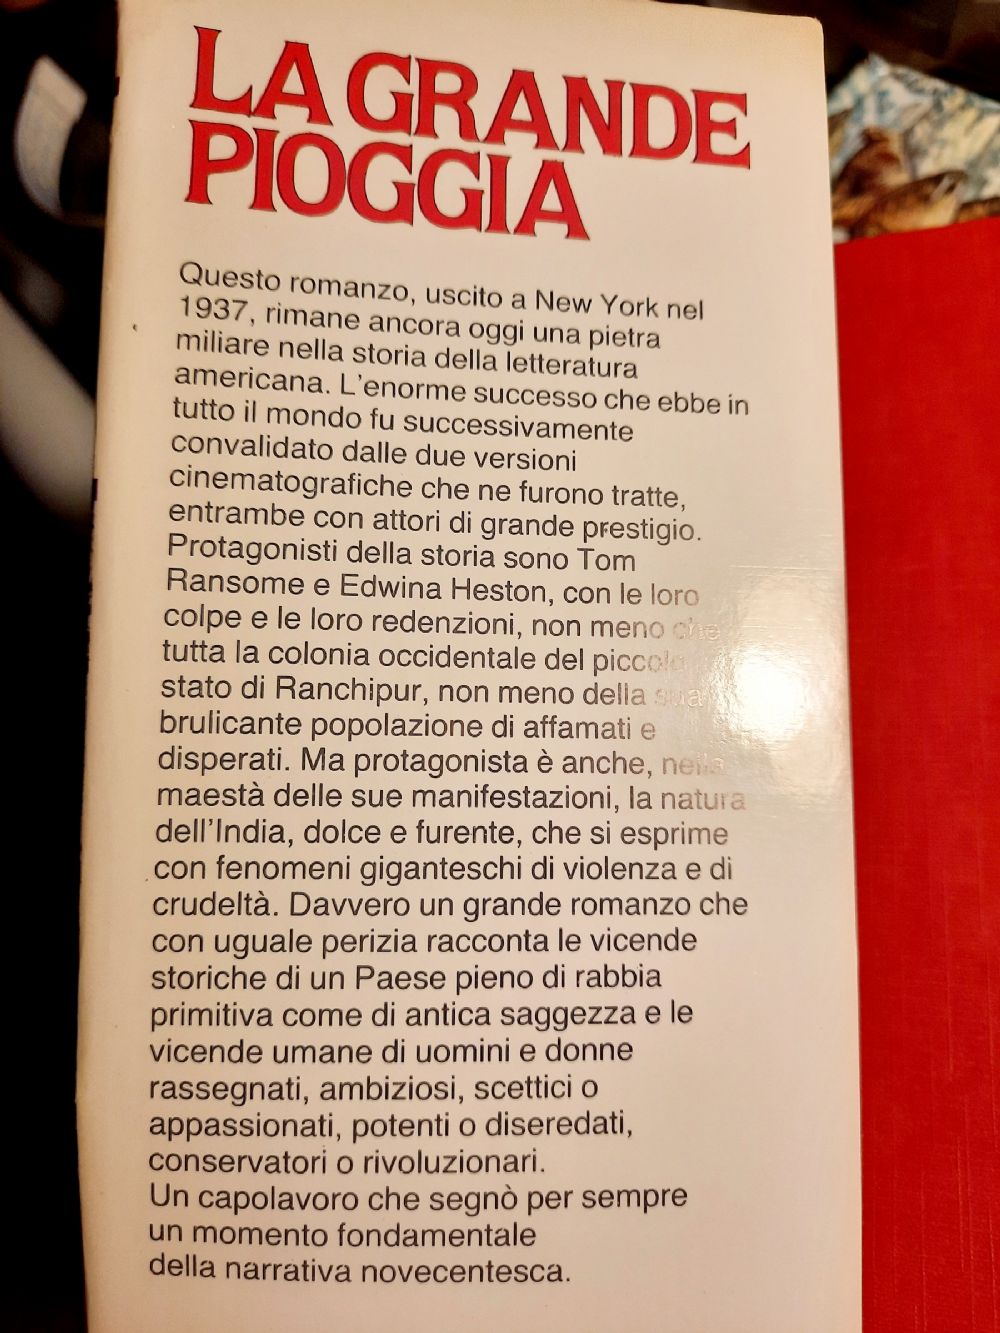 LA GRANDE
PIOGGIA
Questo romanzo, uscito a New York nel
1937, rimane ancora oggi una pietra
miliare nella storia della letteratura
americana. L'enorme successo che ebbe in
tutto il mondo fu successivamente
convalidato dalle due versioni
cinematografiche che ne furono tratte,
entrambe con attori di grande prestigio.
Protagonisti della storia sono Tom
Ransome e Edwina Heston, con le loro
colpe e le loro redenzioni, non meno che
tutta la colonia occidentale del piccolo
stato di Ranchipur, non meno della sua
brulicante popolazione di affamati e
disperati. Ma protagonista è anche, nella
maestà delle sue manifestazioni, la natura
dell'India, dolce e furente, che si esprime
con fenomeni giganteschi di violenza e di
crudeltà. Davvero un grande romanzo che
con uguale perizia racconta le vicende
storiche di un Paese pieno di rabbia
primitiva come di antica saggezza e le
vicende umane di uomini e donne
rassegnati, ambiziosi, scettici o
appassionati, potenti o diseredati,
conservatori o rivoluzionari.
Un capolavoro che segnò per sempre
un momento fondamentale
della narrativa novecentesca.